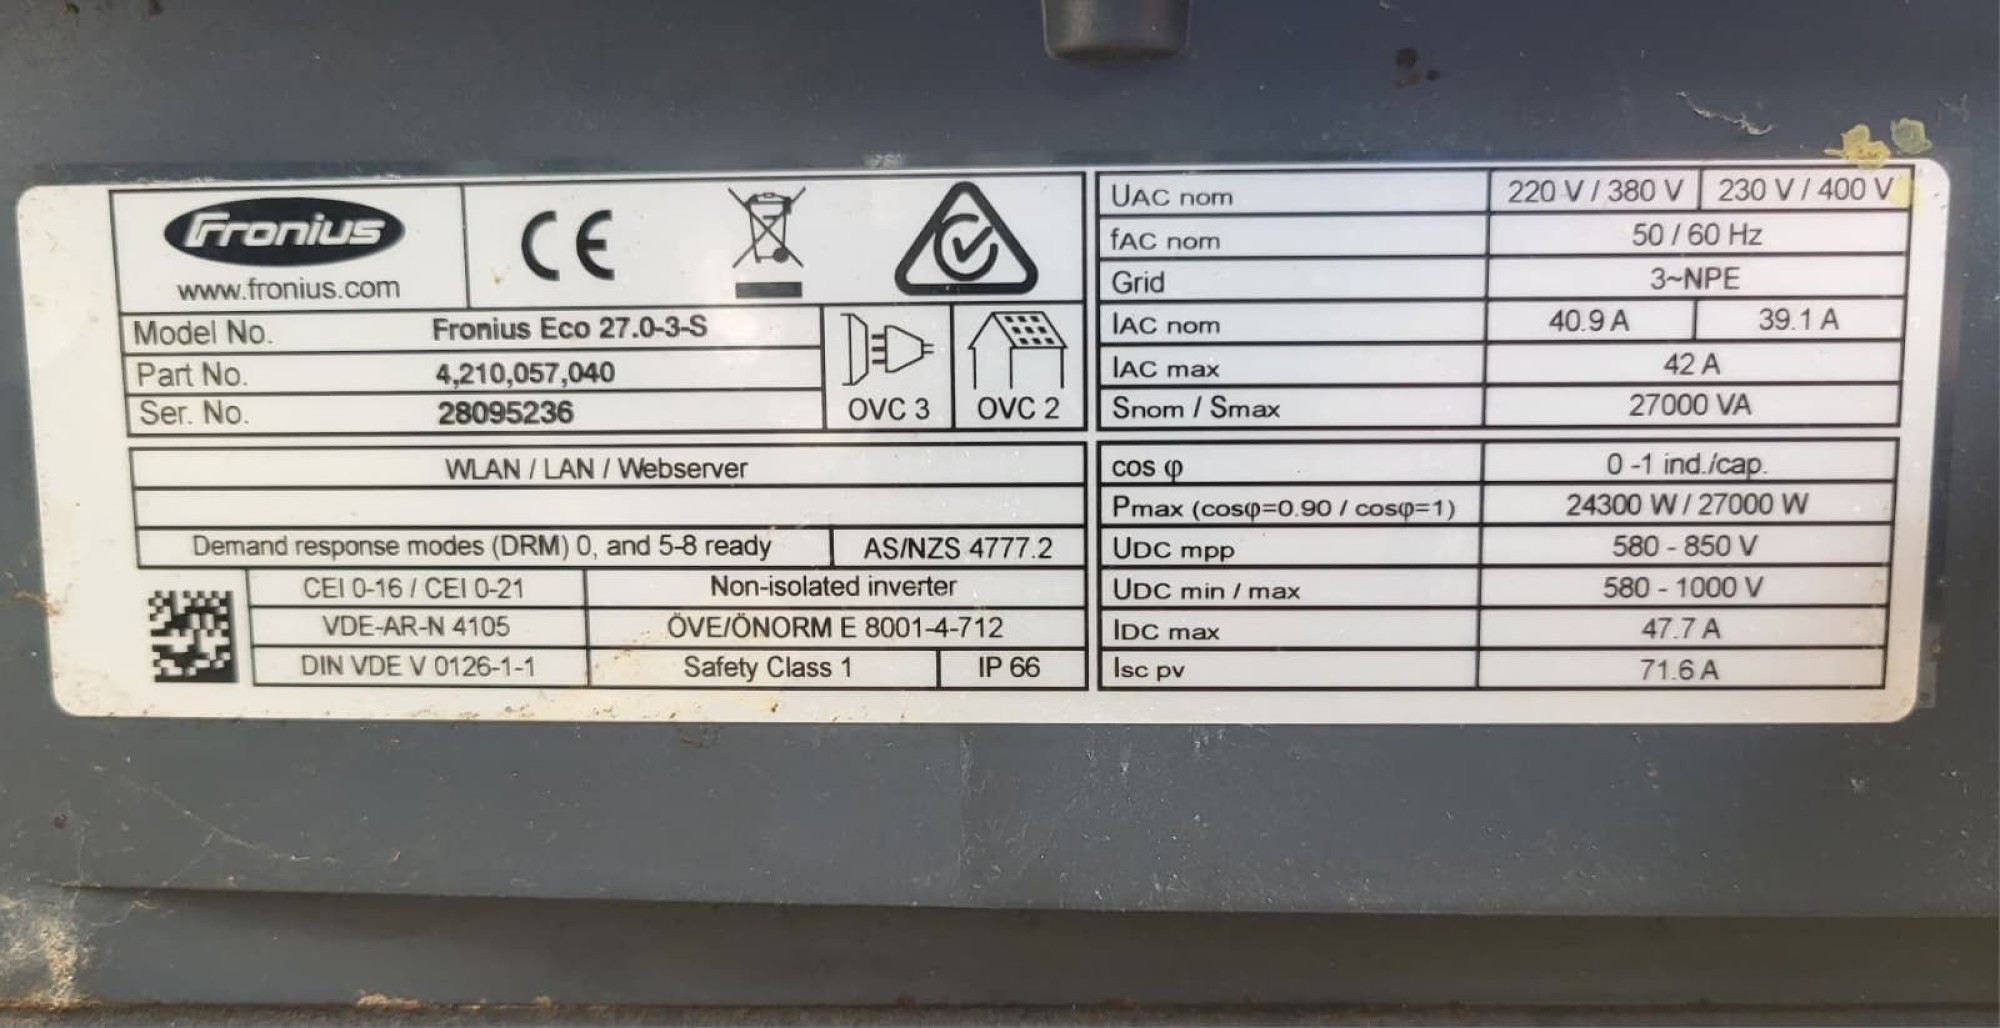 Fronius
www.fronius.com
CE
Model No. Fronius Eco 27.0-3-S
Part No. 4,210,057,040
Ser. No. 28095236
OVC 3 OVC 2
WLAN / LAN / Webserver
Demand response modes (DRM) 0, and 5-8 ready AS/NZS 4777.2
CEI 0-16 / CEI 0-21 Non-isolated inverter
VDE-AR-N 4105 ÖVE/ÖNORM E 8001-4-712
DIN VDE V 0126-1-1 Safety Class 1 IP 66
UAC nom 220 V / 380 V 230 V / 400 V
fAC nom 50 / 60 Hz
Grid 3~NPE
IAC nom 40.9 A 39.1 A
IAC max 42 A
Snom / Smax 27000 VA
cos φ 0 -1 ind./cap.
Pmax (cosφ=0.90 / cosφ=1) 24300 W / 27000 W
UDC mpp 580 - 850 V
UDC min / max 580 - 1000 V
IDC max 47.7 A
Isc pv 71.6 A